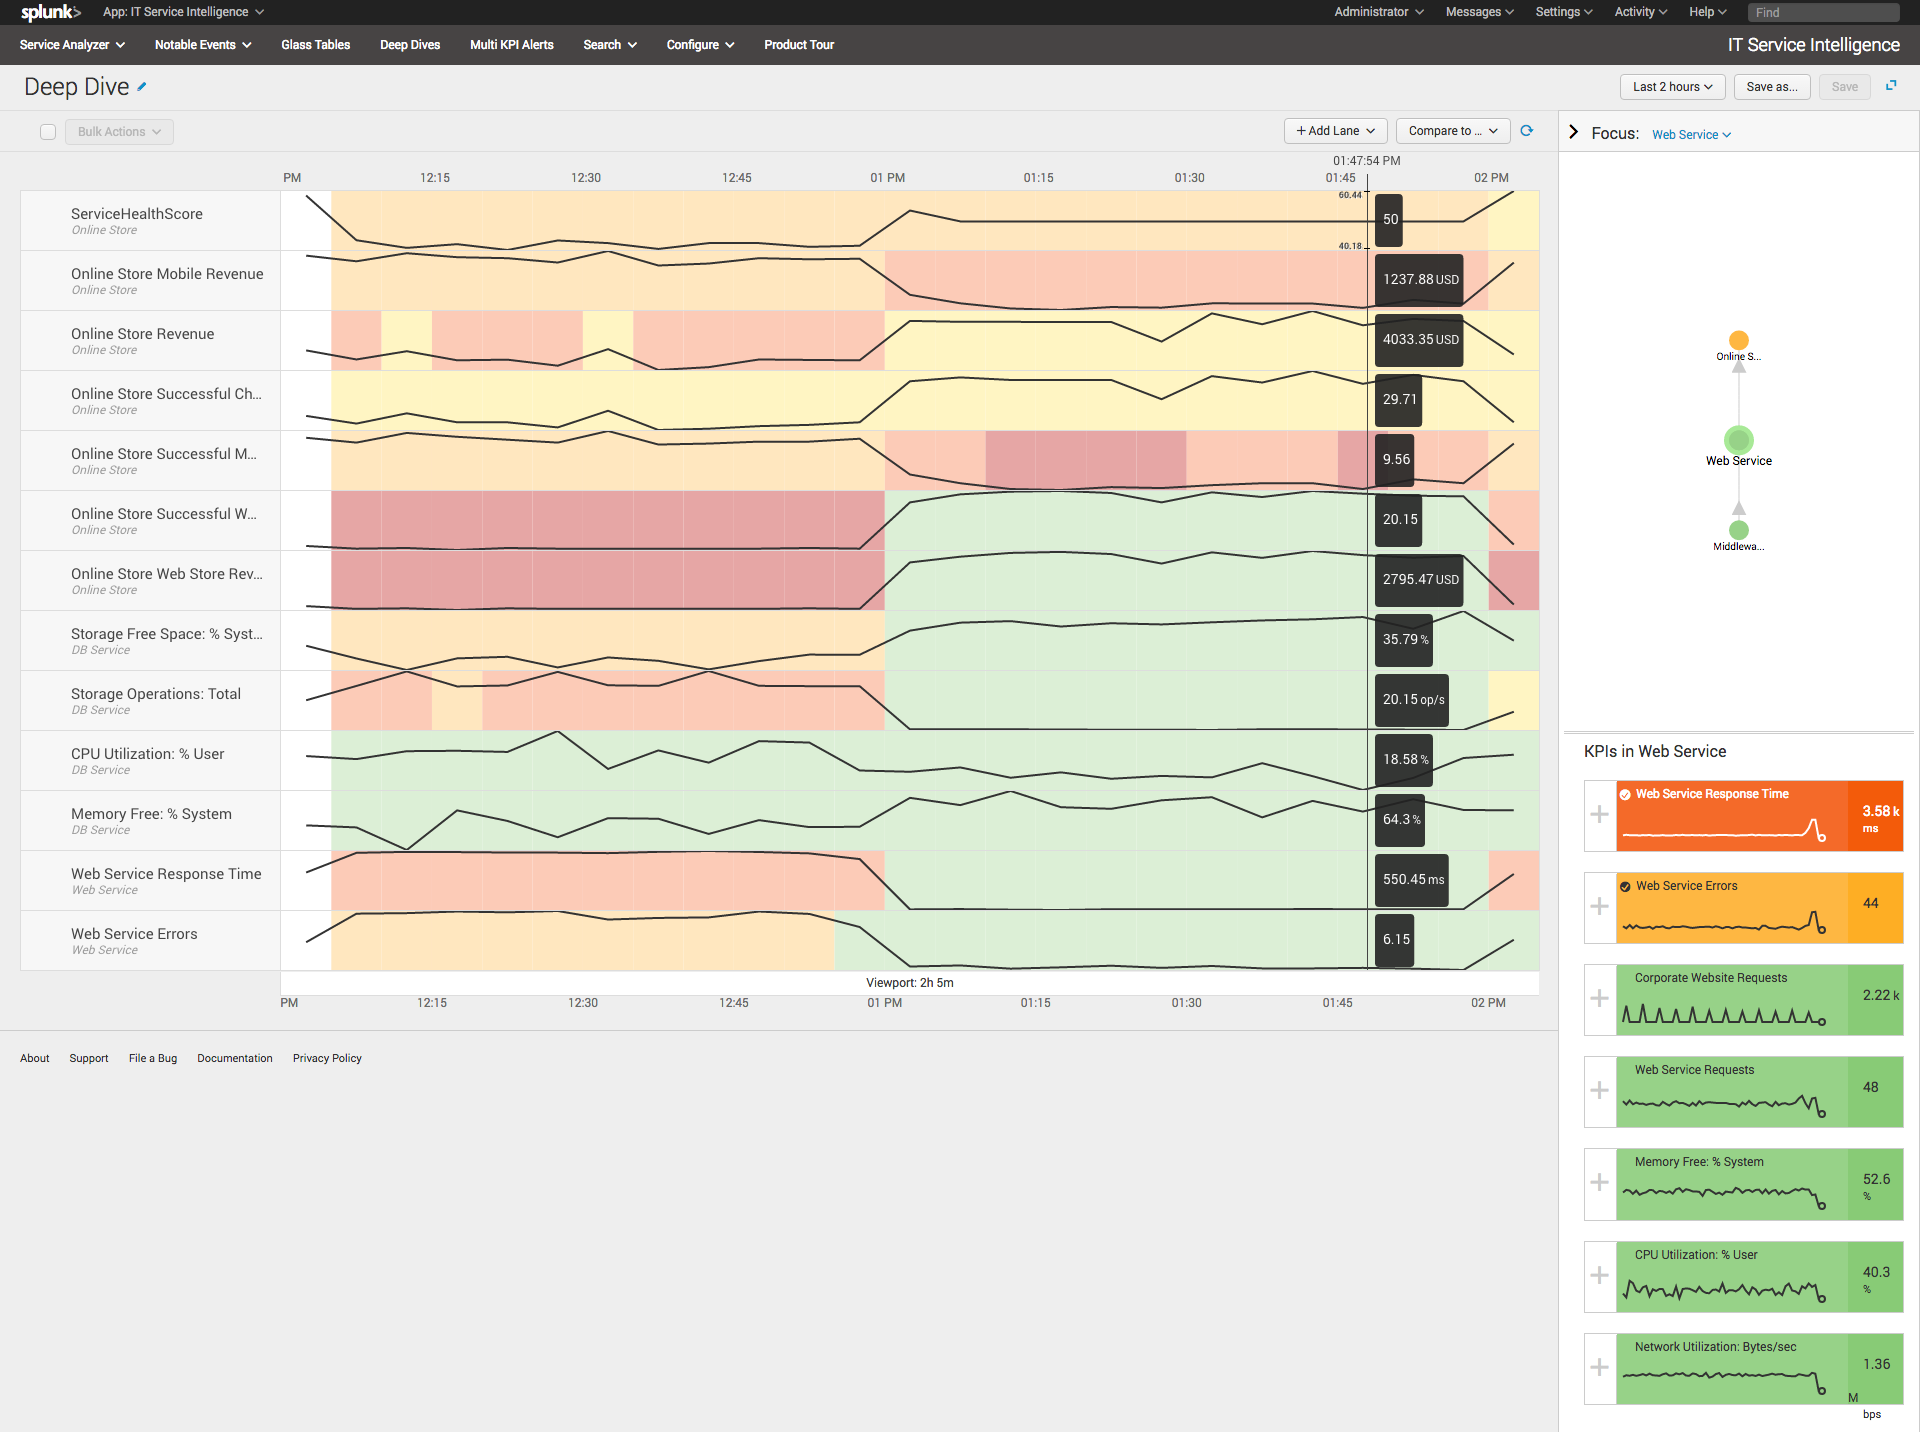 splunk> App: IT Service Intelligence Administrator Messages Settings Activity Help Find
Service Analyzer Notable Events Glass Tables Deep Dives Multi KPI Alerts Search Configure Product Tour IT Service Intelligence
Deep Dive Last 2 hours Save as... Save
Bulk Actions + Add Lane Compare to ...
Focus: Web Service
01:47:54 PM
PM 12:15 12:30 12:45 01 PM 01:15 01:30 01:45 02 PM
60.44
ServiceHealthScore 50
Online Store
40.18
Online Store Mobile Revenue 1237.88 USD
Online Store
Online Store Revenue 4033.35 USD
Online Store
Online Store Successful Ch... 29.71
Online Store
Online Store Successful M... 9.56
Online Store
Online Store Successful W... 20.15
Online Store
Online Store Web Store Rev... 2795.47 USD
Online Store
Storage Free Space: % Syst... 35.79 %
DB Service
Storage Operations: Total 20.15 op/s
DB Service
CPU Utilization: % User 18.58 %
DB Service
Memory Free: % System 64.3 %
DB Service
Web Service Response Time 550.45 ms
Web Service
Web Service Errors 6.15
Web Service
Viewport: 2h 5m
PM 12:15 12:30 12:45 01 PM 01:15 01:30 01:45 02 PM
About Support File a Bug Documentation Privacy Policy
Online S...
Web Service
Middlewa...
KPIs in Web Service
Web Service Response Time
3.58 k
ms
Web Service Errors
44
Corporate Website Requests
2.22 k
Web Service Requests
48
Memory Free: % System
52.6
%
CPU Utilization: % User
40.3
%
Network Utilization: Bytes/sec
1.36
M
bps